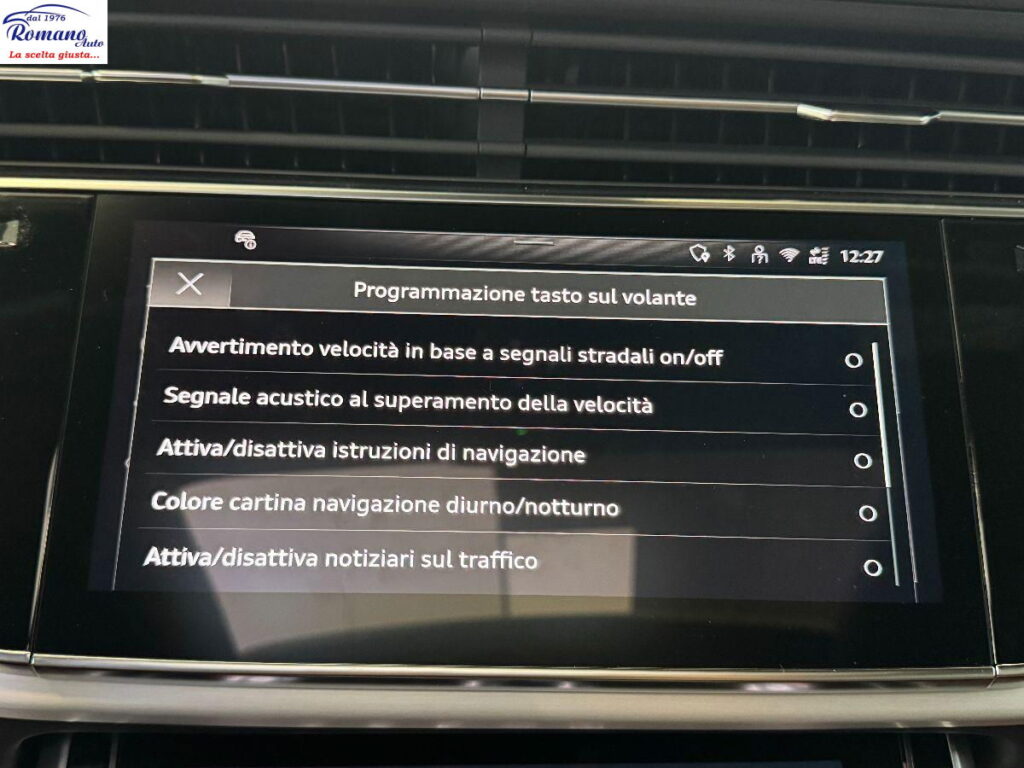 dal 1976
Romano
Auto
La scelta giusta...
12:27
Programmazione tasto sul volante
Avvertimento velocità in base a segnali stradali on/off
Segnale acustico al superamento della velocità
Attiva/disattiva istruzioni di navigazione
Colore cartina navigazione diurno/notturno
Attiva/disattiva notiziari sul traffico